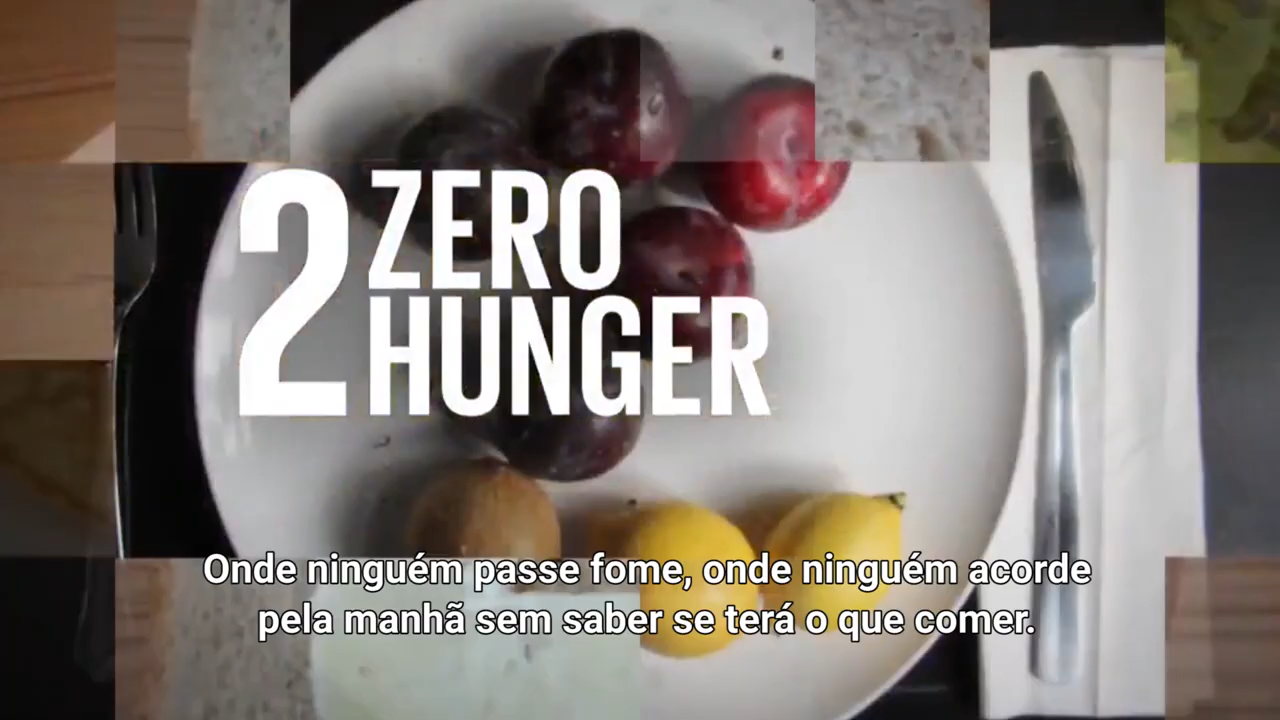 2 ZERO
HUNGER
Onde ninguém passe fome, onde ninguém acorde
pela manhã sem saber se terá o que comer.